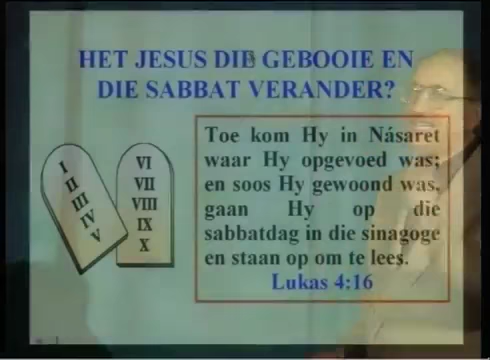 HET JESUS DIE GEBOOIE EN
DIE SABBAT VERANDER?
I
II
III
IV
V
VI
VII
VIII
IX
X
Toe kom Hy in Násaret
waar Hy opgevoed was;
en soos Hy gewoond was,
gaan Hy op die
sabbatdag in die sinagoge
en staan op om te lees.
Lukas 4:16